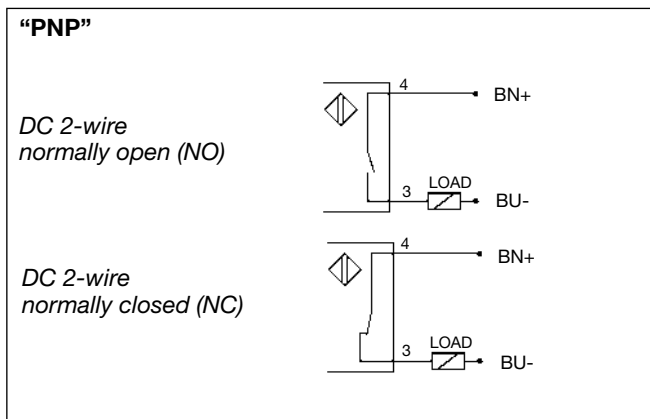 “PNP”
4
BN+
DC 2-wire
normally open (NO)
3
LOAD
BU-
4
BN+
DC 2-wire
normally closed (NC)
3
LOAD
BU-